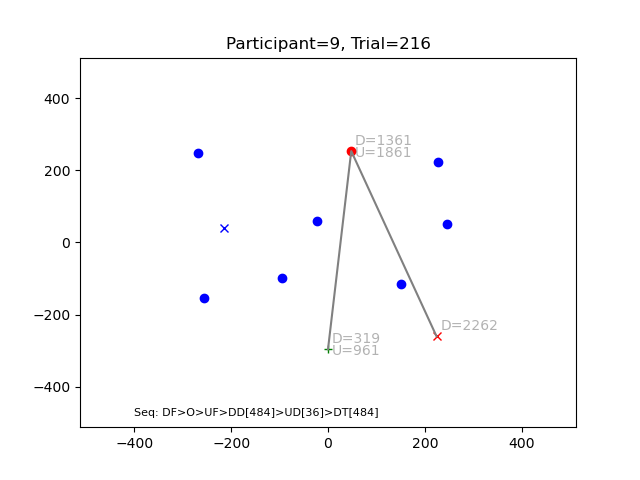 Participant=9, Trial=216
400
200
0
−200
−400
D=1361
U=1861
D=319
U=961
D=2262
Seq: DF>O>UF>DD[484]>UD[36]>DT[484]
−400
−200
0
200
400